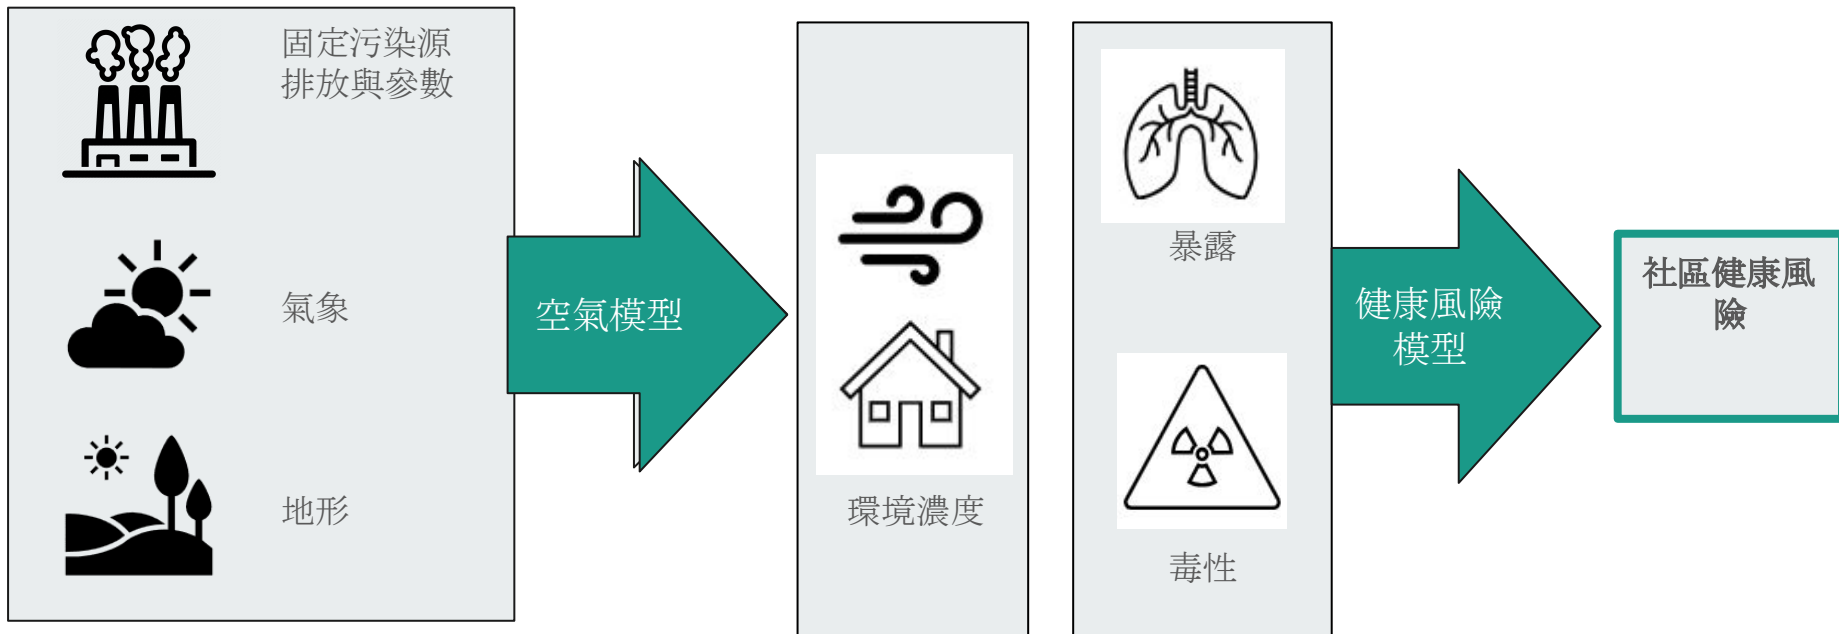 固定污染源
排放與參數
氣象
地形
空氣模型
環境濃度
暴露
毒性
健康風險
模型
社區健康風
險